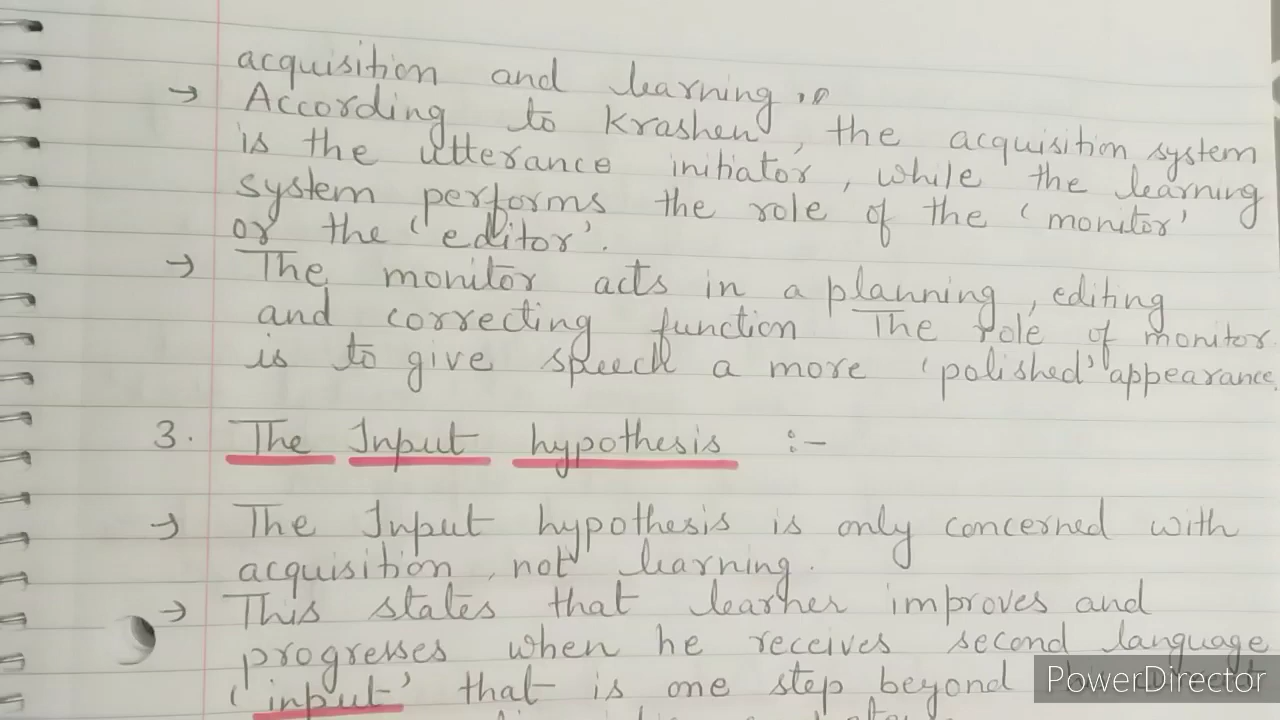 acquisition and learning.
→ According to Krashen, the acquisition system
is the utterance initiator, while the learning
system performs the role of the 'monitor'
or the 'editor'.
→ The monitor acts in a planning, editing
and correcting function The role of monitor
is to give speech a more 'polished' appearance.
3. The Input hypothesis :-
→ The Input hypothesis is only concerned with
acquisition, not learning.
→ This states that learner improves and
progresses when he receives second language
'input' that is one step beyond
PowerDirector